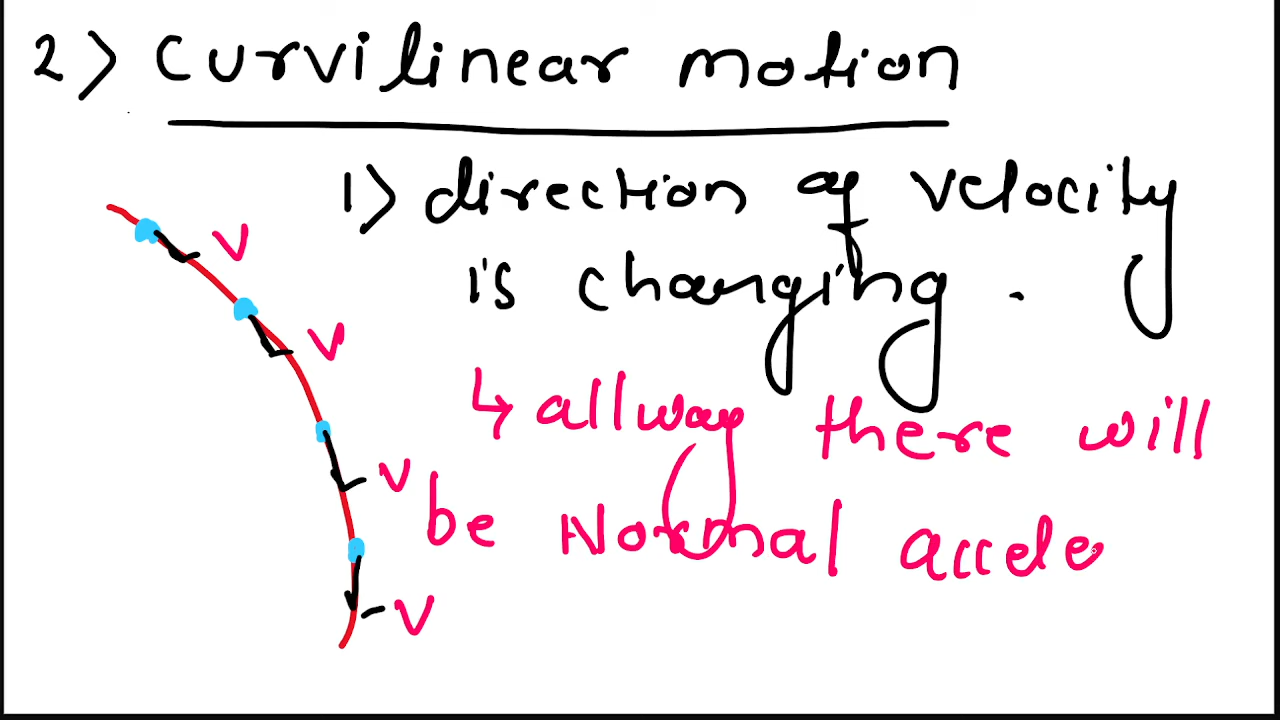 2> Curvilinear motion
1> direction of velocity
is changing.
V
V
↳ allway there will
V
be Normal accele
V